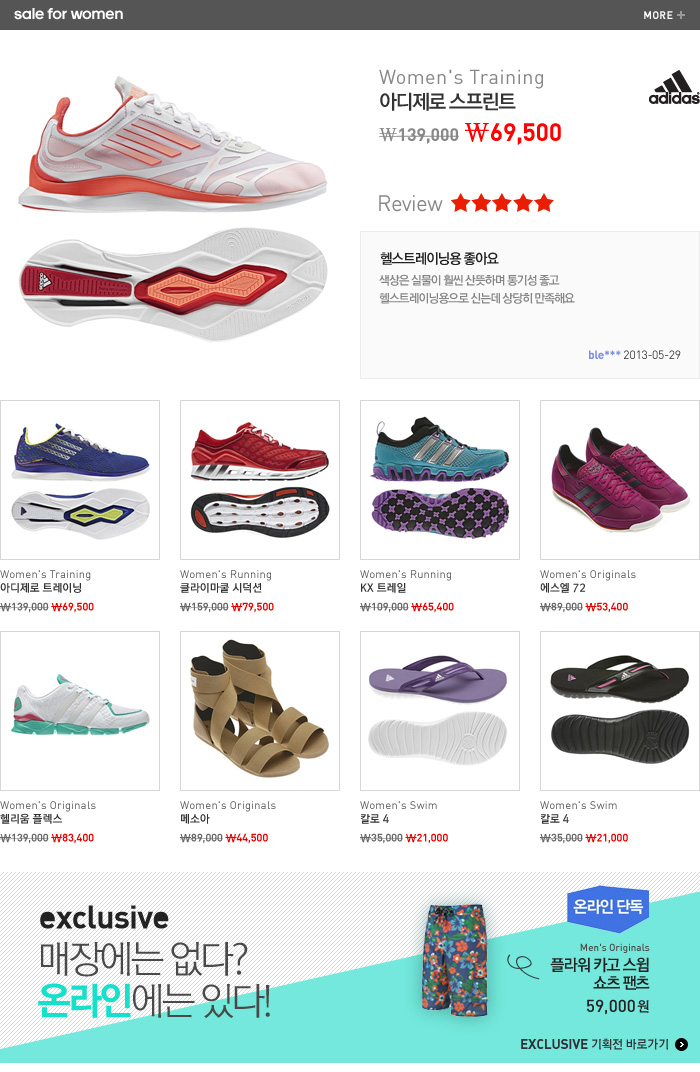 sale for women
MORE +
Women's Training
아디제로 스프린트
₩139,000 ₩69,500
adidas
Review
헬스트레이닝용 좋아요
색상은 실물이 훨씬 산뜻하며 통기성 좋고
헬스트레이닝용으로 신는데 상당히 만족해요
ble*** 2013-05-29
Women's Training
아디제로 트레이닝
₩139,000 ₩69,500
Women's Running
클라이마쿨 시덕션
₩159,000 ₩79,500
Women's Running
KX 트레일
₩109,000 ₩65,400
Women's Originals
에스엘 72
₩89,000 ₩53,400
Women's Originals
헬리움 플렉스
₩139,000 ₩83,400
Women's Originals
메소아
₩89,000 ₩44,500
Women's Swim
칼로 4
₩35,000 ₩21,000
Women's Swim
칼로 4
₩35,000 ₩21,000
exclusive
매장에는 없다?
온라인에는 있다!
온라인 단독
Men's Originals
플라워 카고 스윔
쇼츠 팬츠
59,000원
EXCLUSIVE 기획전 바로가기